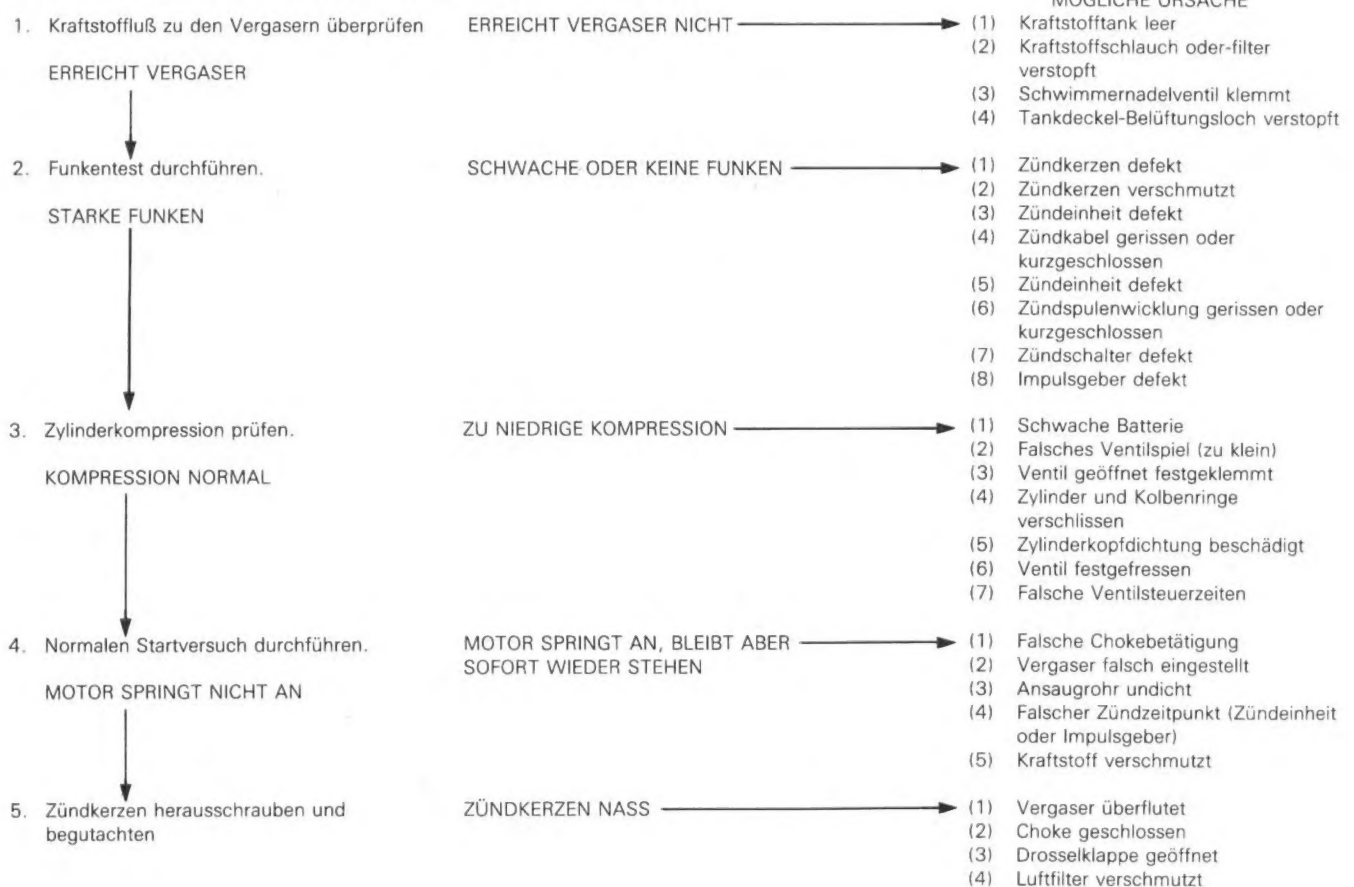 MÖGLICHE URSACHE
1. Kraftstoffluß zu den Vergasern überprüfen
ERREICHT VERGASER
ERREICHT VERGASER NICHT
(1) Kraftstofftank leer
(2) Kraftstoffschlauch oder-filter
verstopft
(3) Schwimmernadelventil klemmt
(4) Tankdeckel-Belüftungsloch verstopft
2. Funkentest durchführen.
STARKE FUNKEN
SCHWACHE ODER KEINE FUNKEN
(1) Zündkerzen defekt
(2) Zündkerzen verschmutzt
(3) Zündeinheit defekt
(4) Zündkabel gerissen oder
kurzgeschlossen
(5) Zündeinheit defekt
(6) Zündspulenwicklung gerissen oder
kurzgeschlossen
(7) Zündschalter defekt
(8) Impulsgeber defekt
3. Zylinderkompression prüfen.
KOMPRESSION NORMAL
ZU NIEDRIGE KOMPRESSION
(1) Schwache Batterie
(2) Falsches Ventilspiel (zu klein)
(3) Ventil geöffnet festgeklemmt
(4) Zylinder und Kolbenringe
verschlissen
(5) Zylinderkopfdichtung beschädigt
(6) Ventil festgefressen
(7) Falsche Ventilsteuerzeiten
4. Normalen Startversuch durchführen.
MOTOR SPRINGT NICHT AN
MOTOR SPRINGT AN, BLEIBT ABER
SOFORT WIEDER STEHEN
(1) Falsche Chokebetätigung
(2) Vergaser falsch eingestellt
(3) Ansaugrohr undicht
(4) Falscher Zündzeitpunkt (Zündeinheit
oder Impulsgeber)
(5) Kraftstoff verschmutzt
5. Zündkerzen herausschrauben und
begutachten
ZÜNDKERZEN NASS
(1) Vergaser überflutet
(2) Choke geschlossen
(3) Drosselklappe geöffnet
(4) Luftfilter verschmutzt